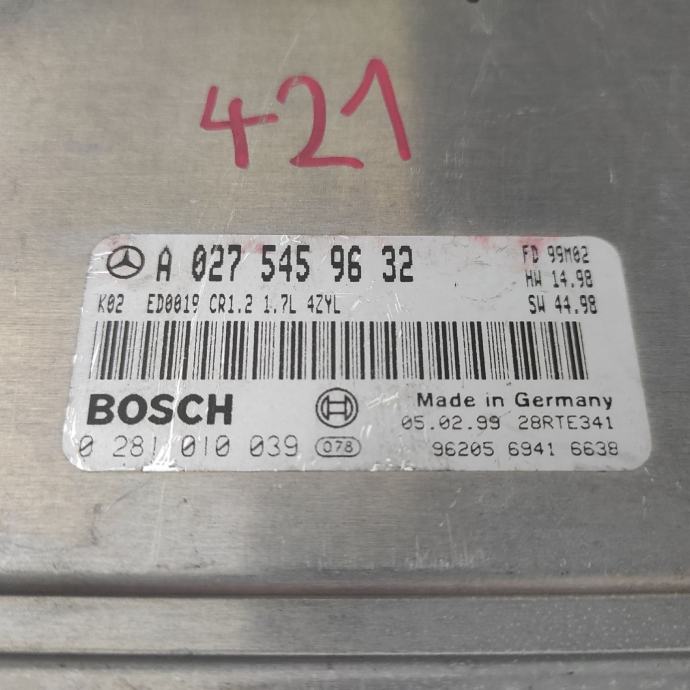 421
A 027 545 96 32
FD 99M02
HW 14.98
K02 ED0019 CR1.2 1.7L 4ZYL
SW 44.98
BOSCH
Made in Germany
05.02.99 28RTE341
0 281 010 039 078
96205 6941 6638